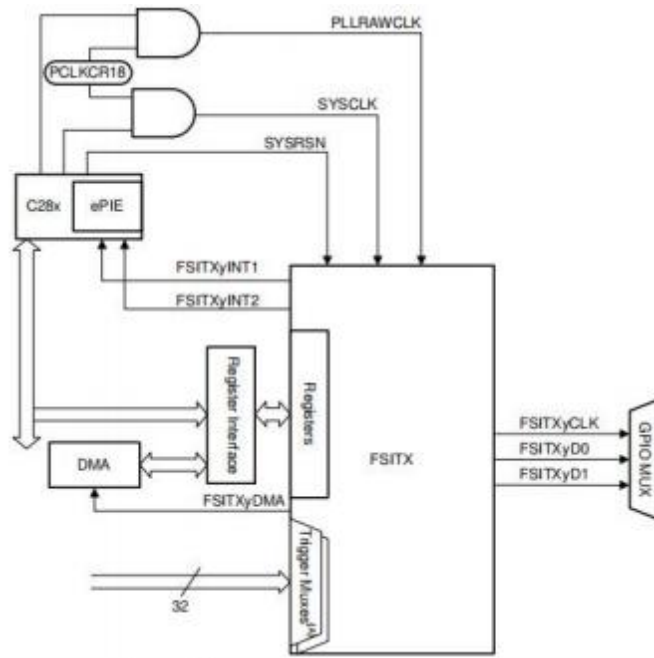 PLLRAWCLK
PCLKCR18
SYSCLK
SYSRSN
C28x
ePIE
FSITXyINT1
FSITXyINT2
Register Interface
Registers
FSITX
FSITXyCLK
FSITXyD0
FSITXyD1
GPIO MUX
DMA
FSITXyDMA
Trigger Muxes(A)
32